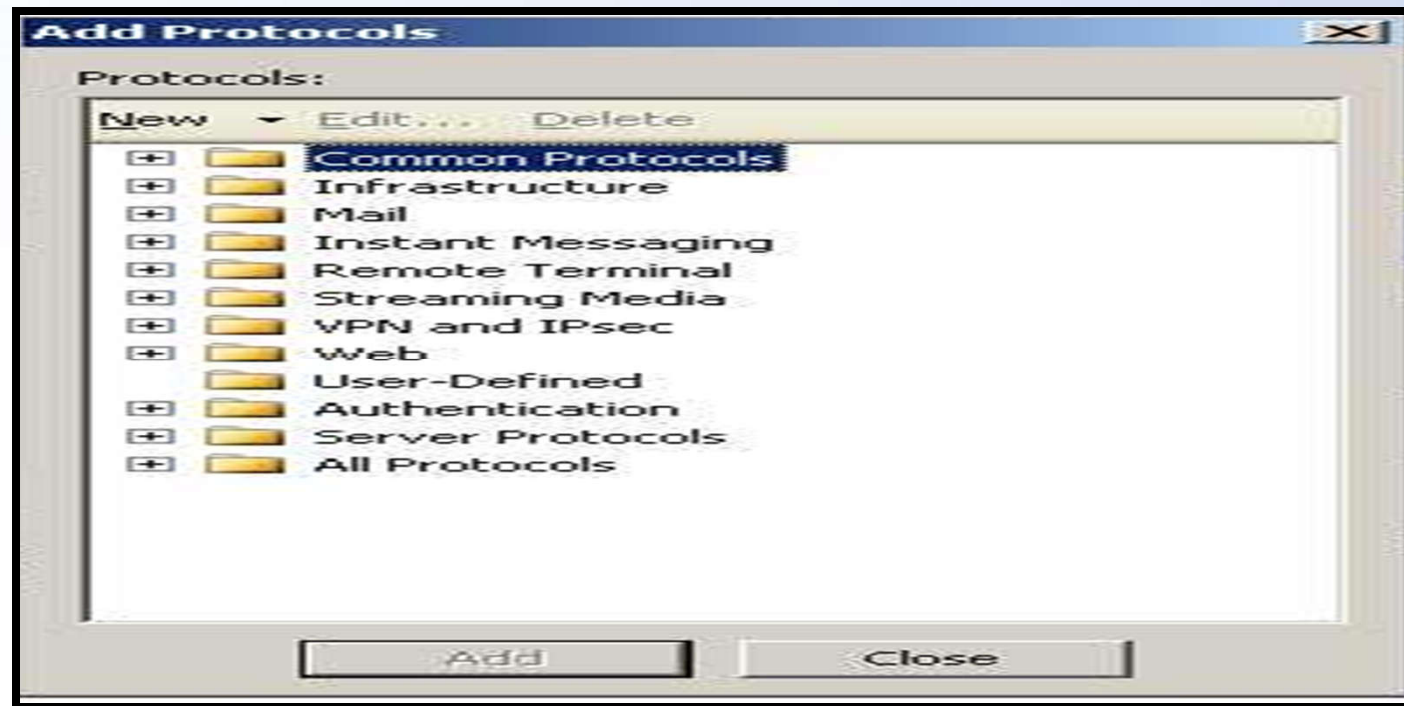 Add Protocols
Protocols:
New Edit... Delete
Common Protocols
Infrastructure
Mail
Instant Messaging
Remote Terminal
Streaming Media
VPN and IPsec
Web
User-Defined
Authentication
Server Protocols
All Protocols
Add Close